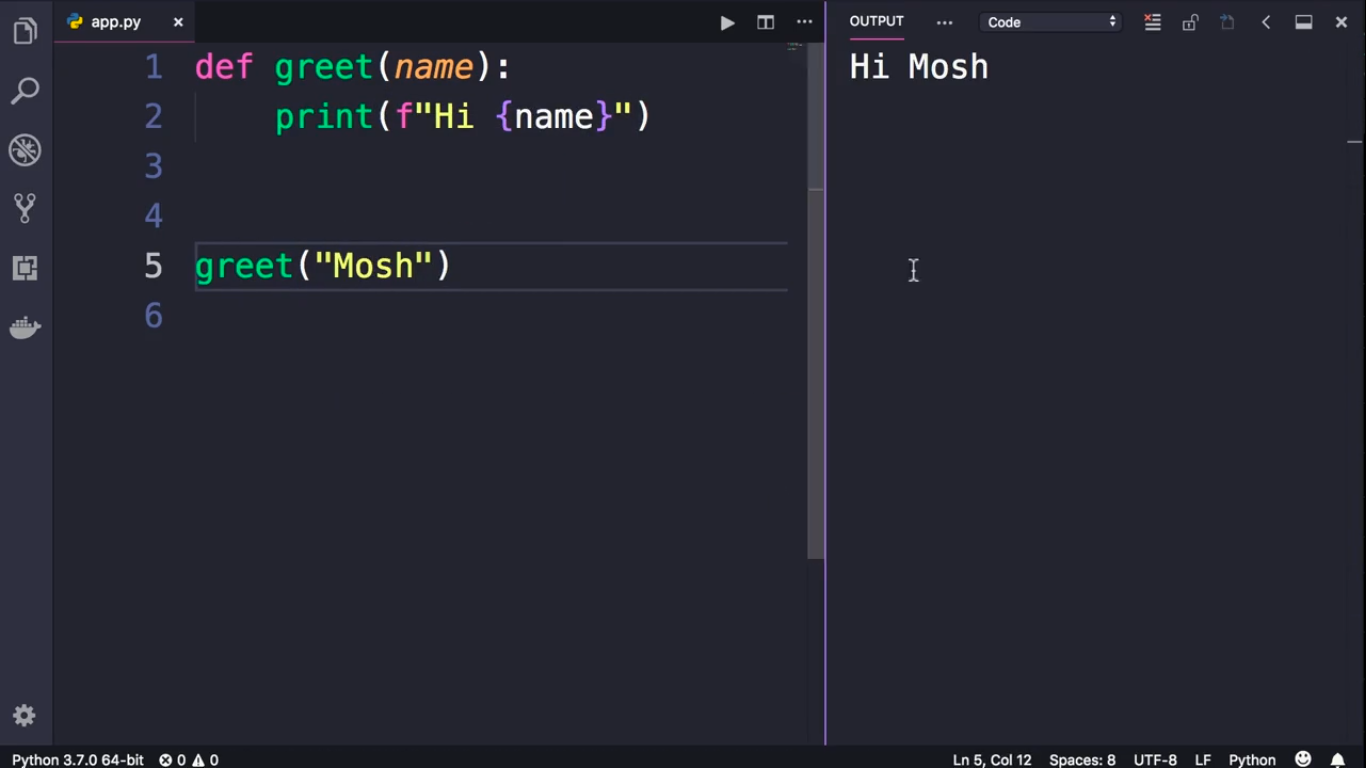 app.py
OUTPUT
Code
1 def greet(name):
2     print(f"Hi {name}")
3
4
5 greet("Mosh")
6
Hi Mosh
Python 3.7.0 64-bit 0 0
Ln 5, Col 12 Spaces: 8 UTF-8 LF Python